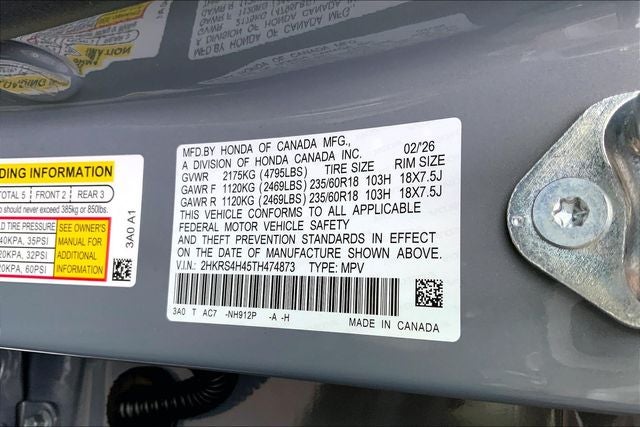 DING INFORMATION
TOTAL 5 FRONT 2 REAR 3
should never exceed 385kg or 850lbs.
D TIRE PRESSURE
40KPA, 35PSI
20KPA, 32PSI
20KPA, 60PSI
SEE OWNER'S
MANUAL FOR
ADDITIONAL
INFORMATION
3A0 A1
MFD.BY HONDA OF CANADA MFG., 02/26
A DIVISION OF HONDA CANADA INC.
GVWR 2175KG (4795LBS) TIRE SIZE RIM SIZE
GAWR F 1120KG (2469LBS) 235/60R18 103H 18X7.5J
GAWR R 1120KG (2469LBS) 235/60R18 103H 18X7.5J
THIS VEHICLE CONFORMS TO ALL APPLICABLE
FEDERAL MOTOR VEHICLE SAFETY
AND THEFT PREVENTION STANDARDS IN EFFECT
ON THE DATE OF MANUFACTURE SHOWN ABOVE.
V.I.N.: 2HKRS4H45TH474873 TYPE: MPV
3A0 T AC7 -NH912P -A -H MADE IN CANADA